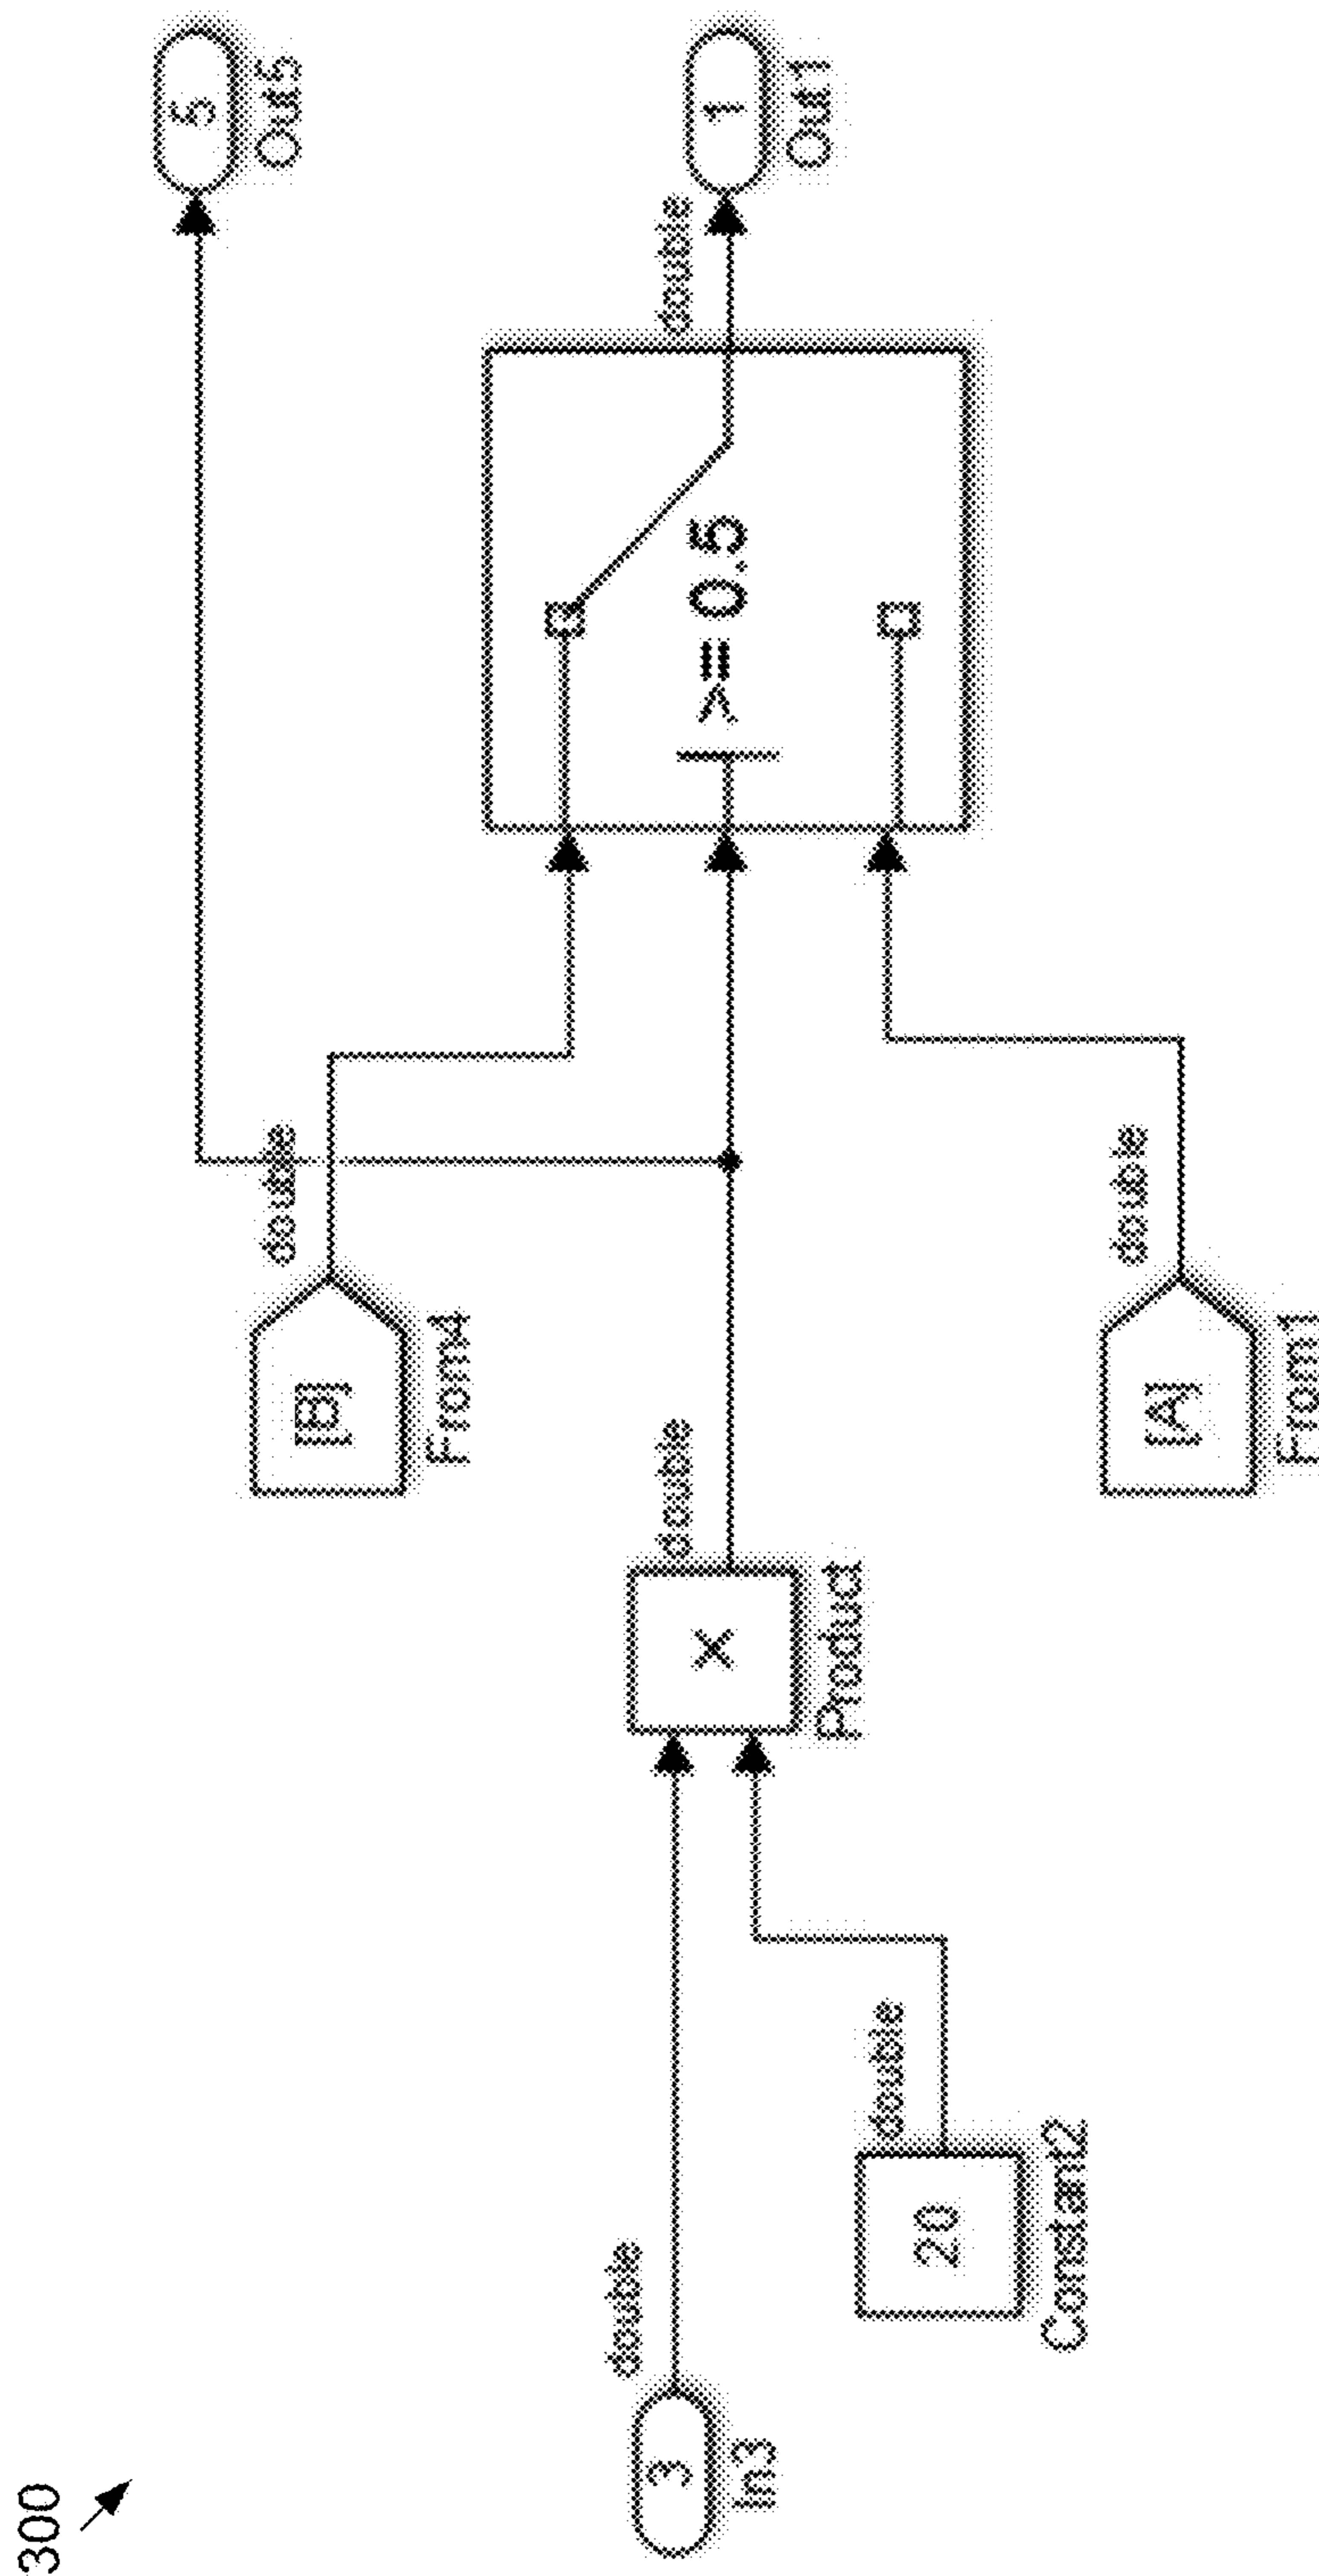 300
3
In3
double
20
Constant2
double
×
Product
double
[B]
From4
double
[A]
From1
double
>= 0.5
double
5
Out5
1
Out1